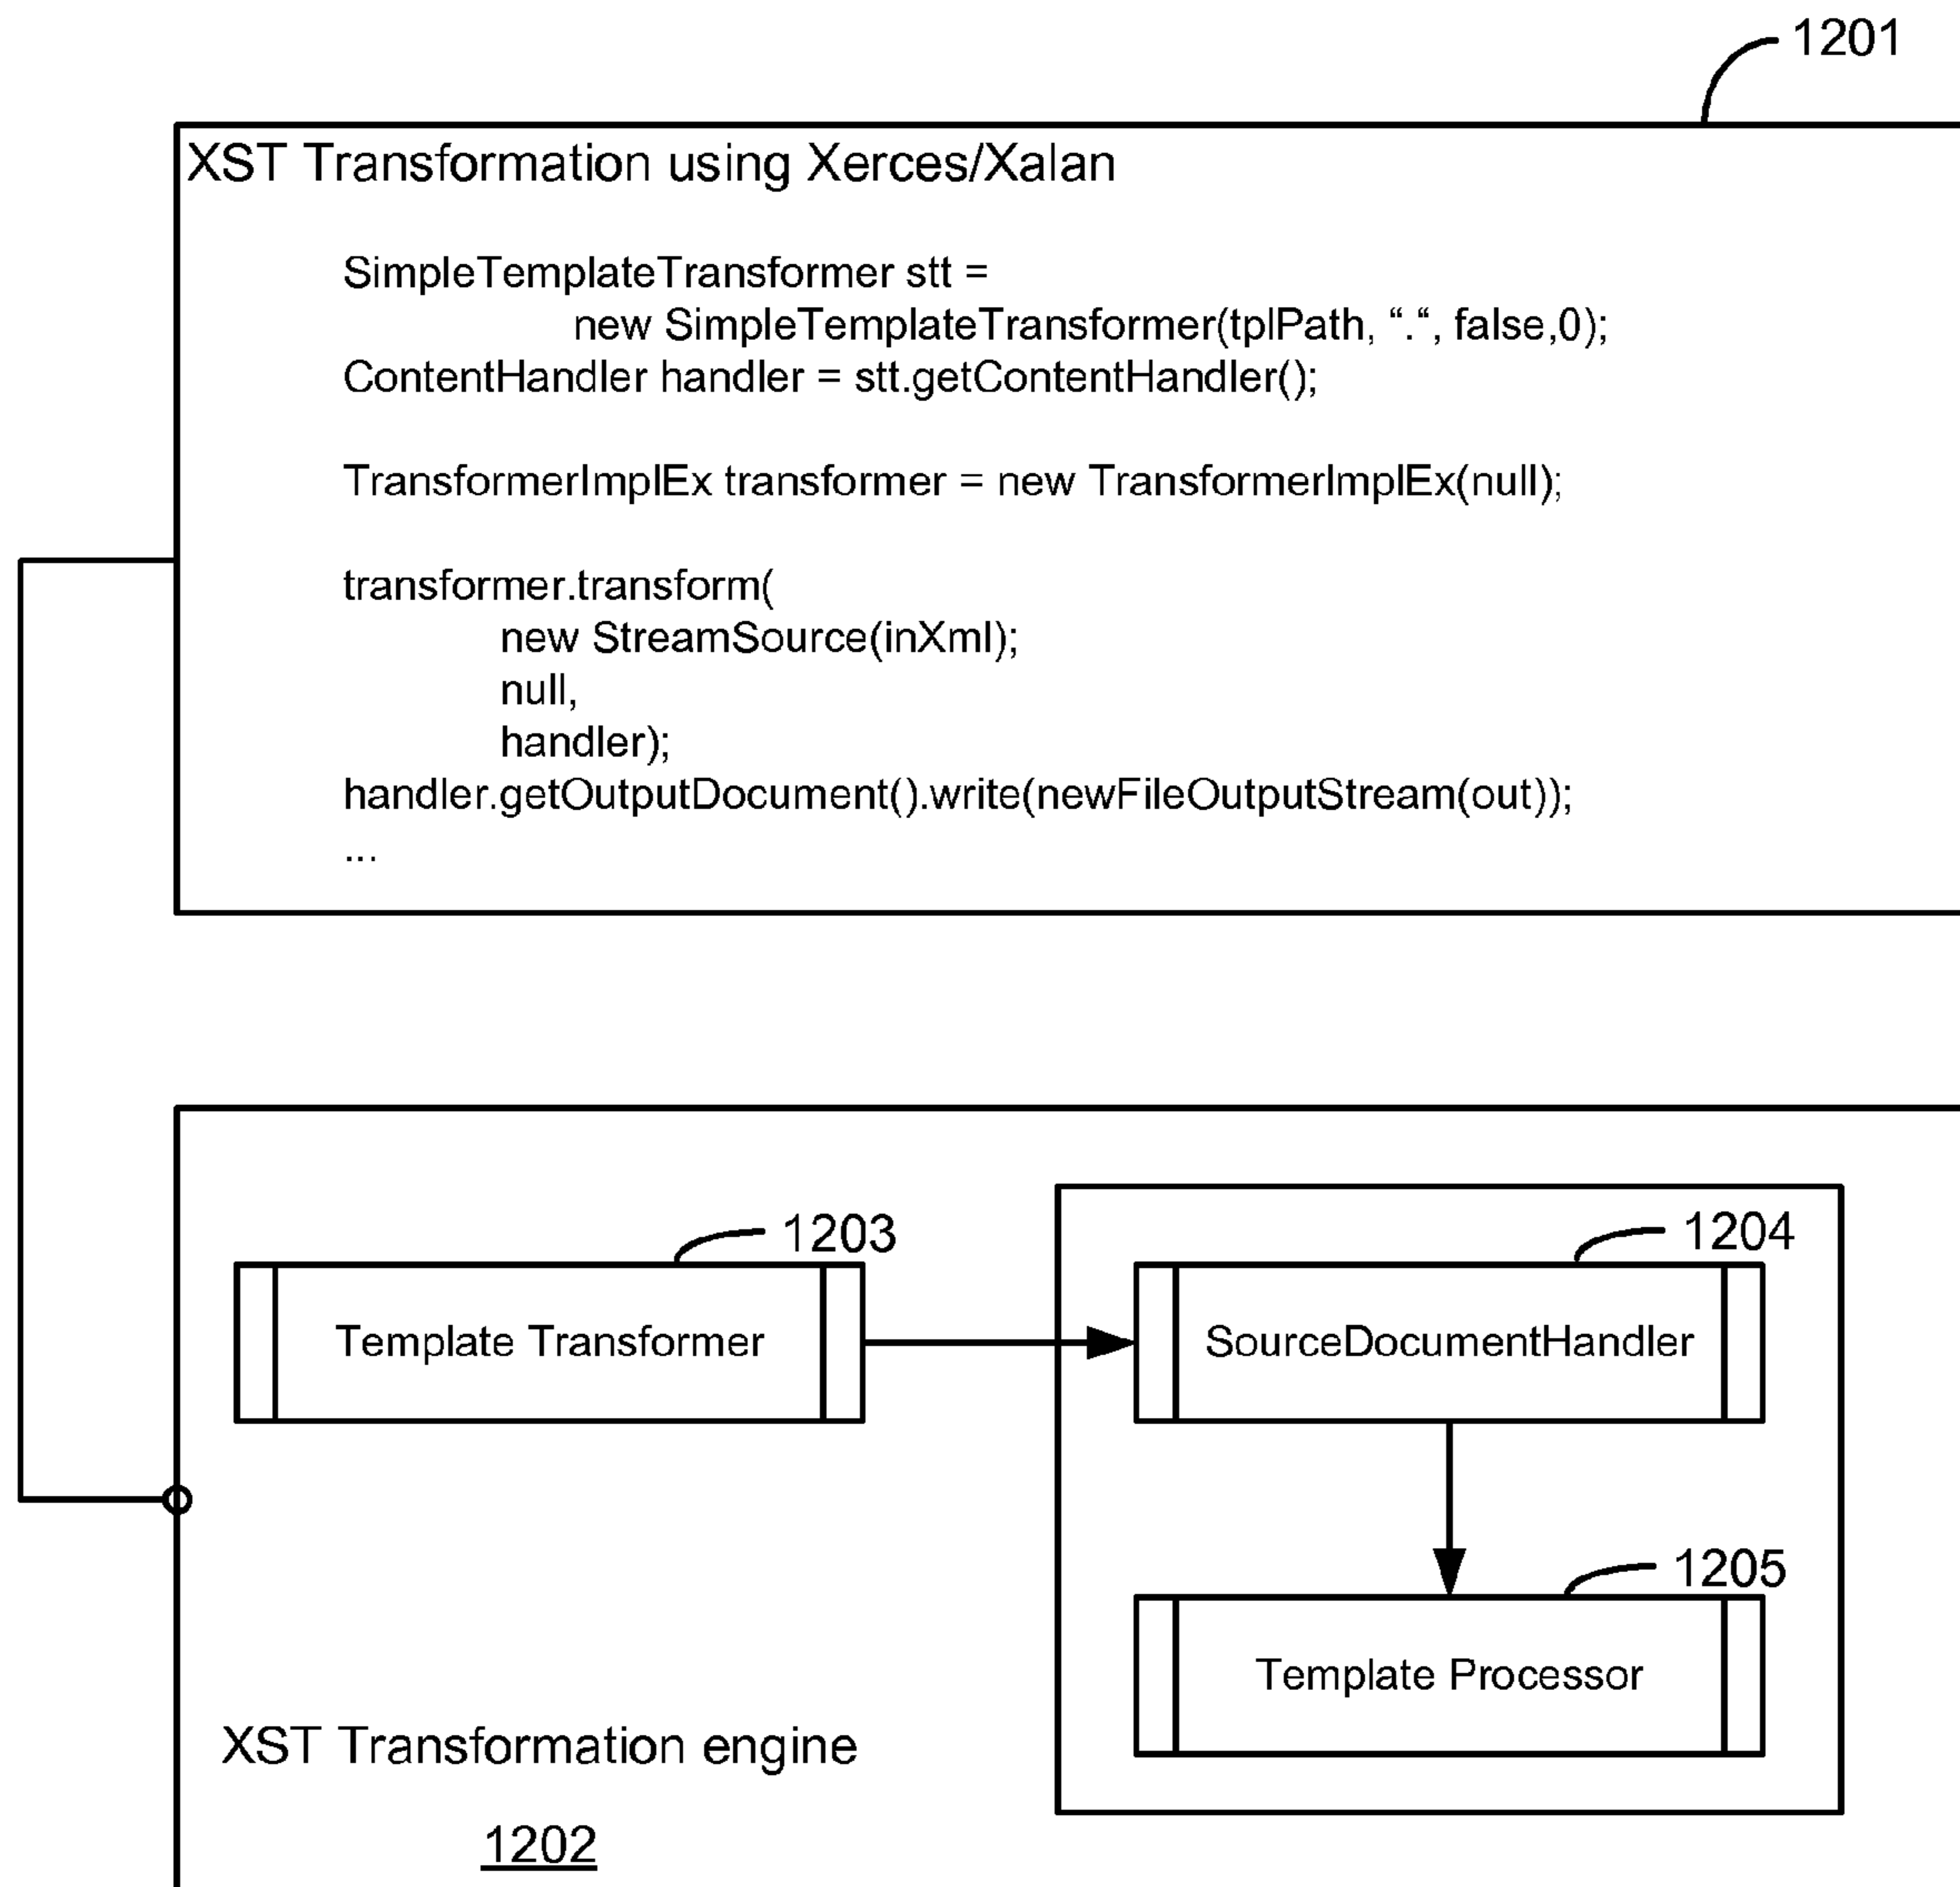 1201
XST Transformation using Xerces/Xalan
SimpleTemplateTransformer stt =
new SimpleTemplateTransformer(tplPath, “.“, false,0);
ContentHandler handler = stt.getContentHandler();
TransformerImplEx transformer = new TransformerImplEx(null);
transformer.transform(
new StreamSource(inXml);
null,
handler);
handler.getOutputDocument().write(newFileOutputStream(out));
...
1203
1204
Template Transformer
SourceDocumentHandler
1205
Template Processor
XST Transformation engine
1202